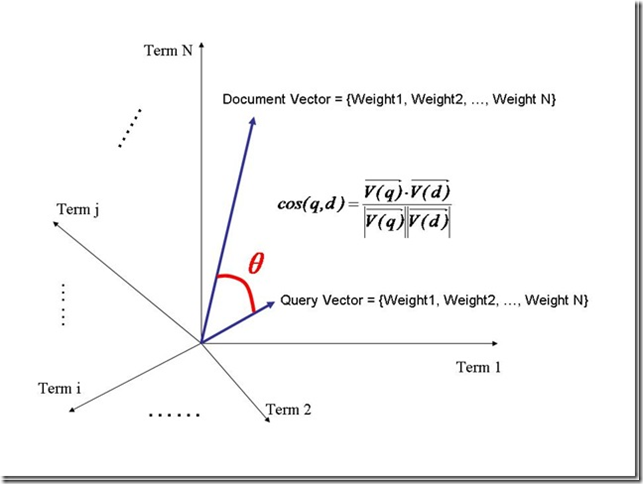 Term N
Document Vector = {Weight1, Weight2, ..., Weight N}
cos(q,d) = V(q)·V(d) / |V(q)||V(d)|
Term j
θ
Query Vector = {Weight1, Weight2, ..., Weight N}
Term 1
Term i
Term 2